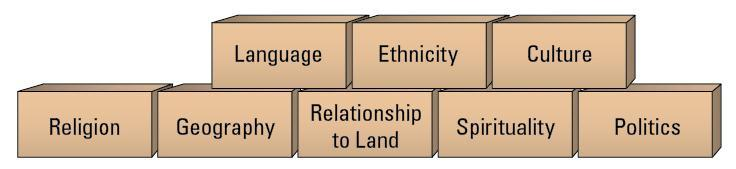 Language
Ethnicity
Culture
Religion
Geography
Relationship
to Land
Spirituality
Politics